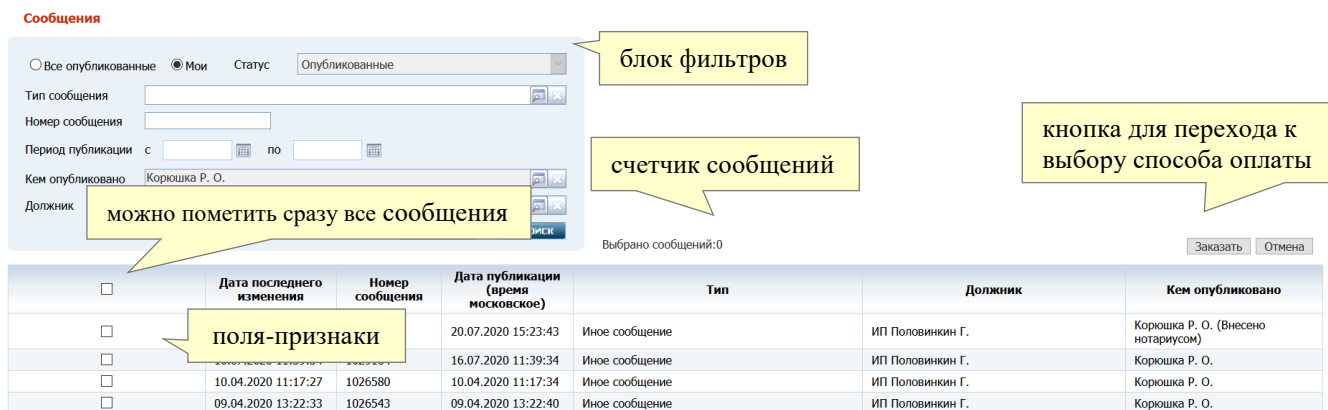 Сообщения
Все опубликованные Мои Статус Опубликованные
блок фильтров
Тип сообщения
Номер сообщения
Период публикации с по
Кем опубликовано Корюшка Р. О.
Должник
можно пометить сразу все сообщения
счетчик сообщений
кнопка для перехода к
выбору способа оплаты
Выбрано сообщений:0
Заказать Отмена
Дата последнего
изменения
Номер
сообщения
Дата публикации
(время
московское)
Тип
Должник
Кем опубликовано
поля-признаки
20.07.2020 15:23:43 Иное сообщение ИП Половинкин Г. Корюшка Р. О. (Внесено
нотариусом)
16.07.2020 11:39:34 Иное сообщение ИП Половинкин Г. Корюшка Р. О.
10.04.2020 11:17:27 1026580 10.04.2020 11:17:34 Иное сообщение ИП Половинкин Г. Корюшка Р. О.
09.04.2020 13:22:33 1026543 09.04.2020 13:22:40 Иное сообщение ИП Половинкин Г. Корюшка Р. О.